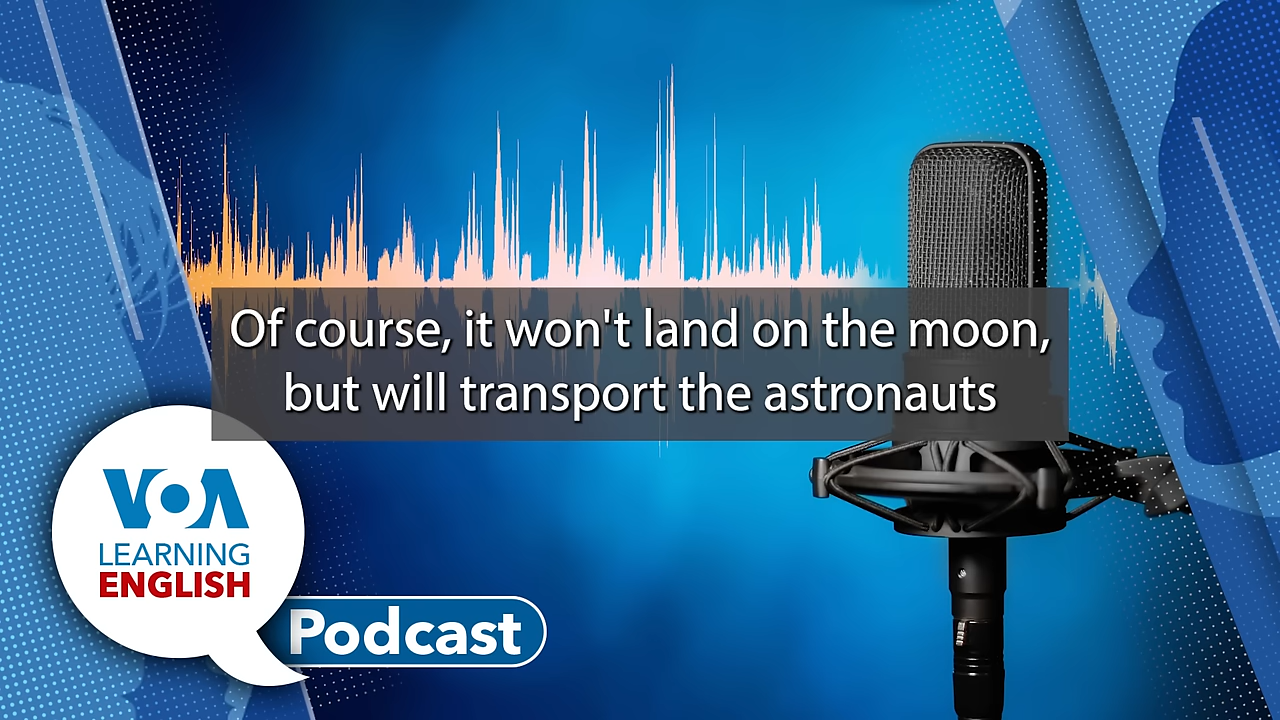 Of course, it won't land on the moon,
but will transport the astronauts
VOA
LEARNING
ENGLISH
Podcast